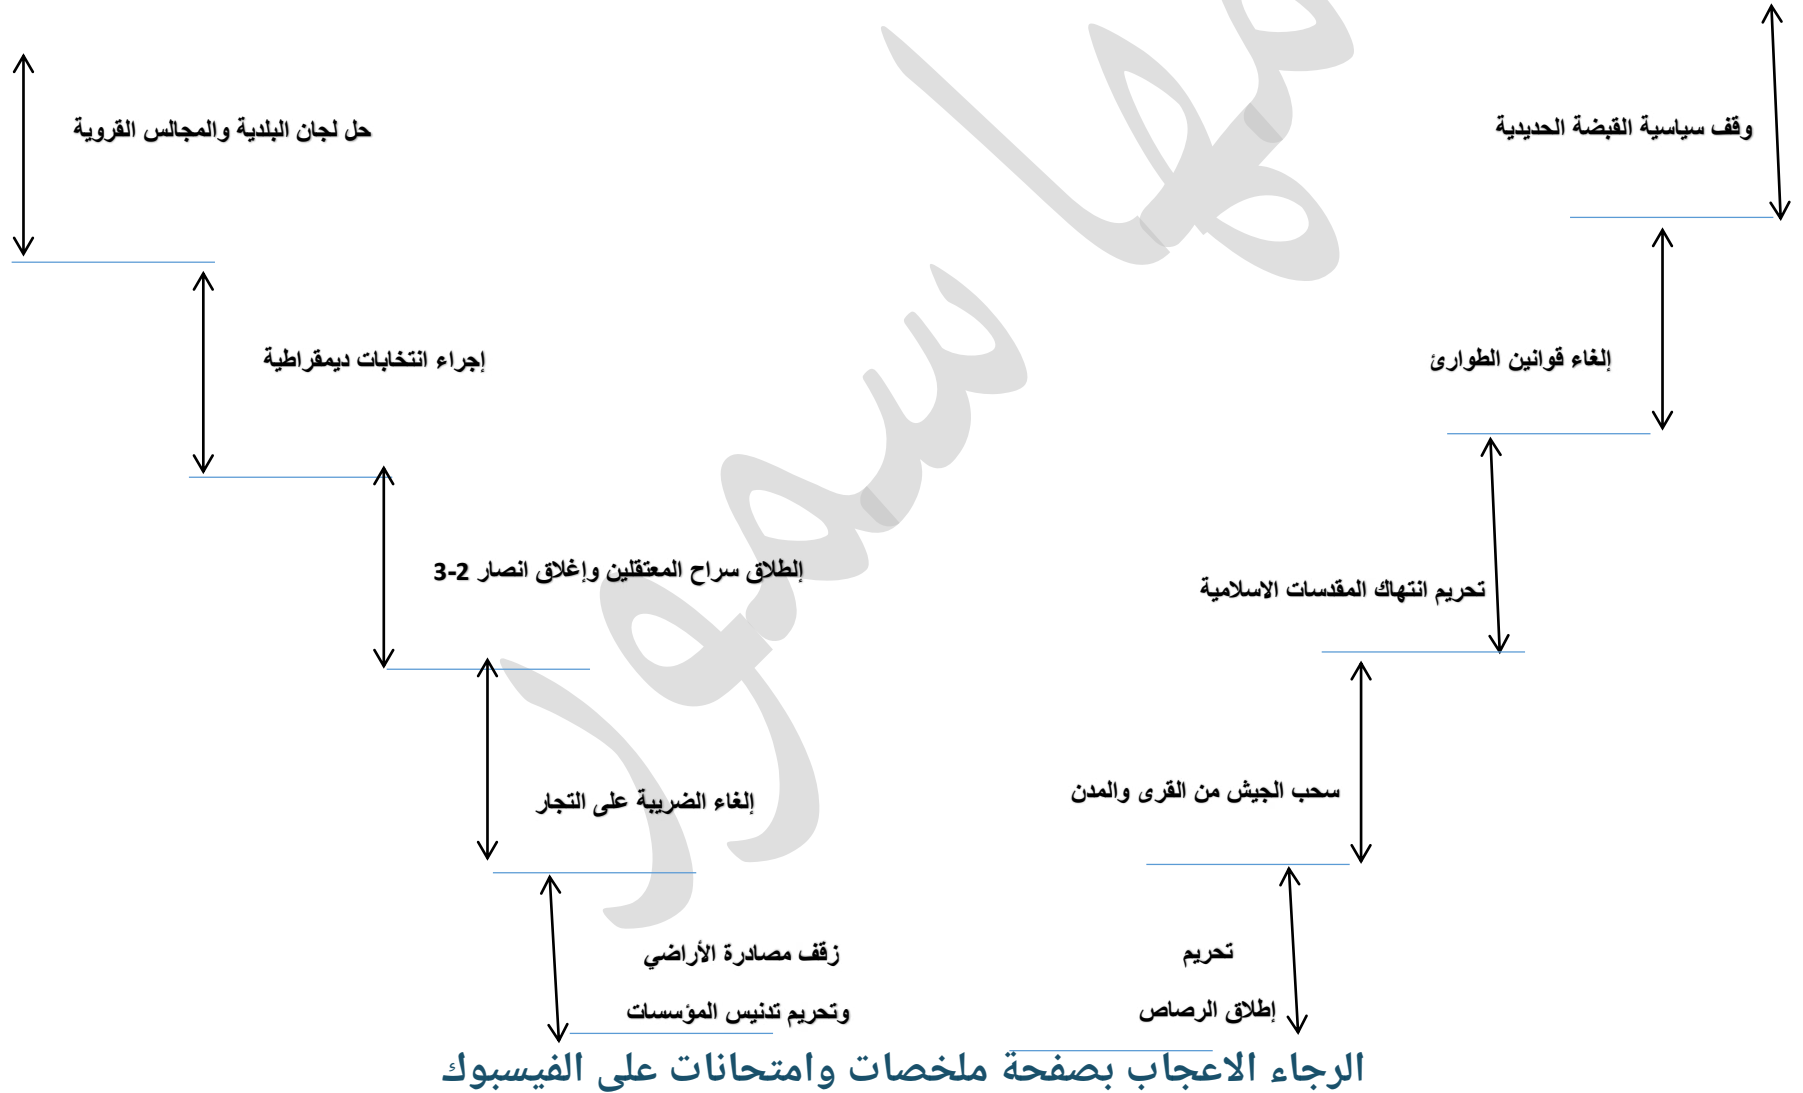 وقف سياسية القبضة الحديدية
إلغاء قوانين الطوارئ
تحريم انتهاك المقدسات الاسلامية
سحب الجيش من القرى والمدن
تحريم
إطلاق الرصاص
حل لجان البلدية والمجالس القروية
إجراء انتخابات ديمقراطية
إلطلاق سراح المعتقلين وإغلاق انصار 2-3
إلغاء الضريبة على التجار
زقف مصادرة الأراضي
وتحريم تدنيس المؤسسات
الرجاء الاعجاب بصفحة ملخصات وامتحانات على الفيسبوك